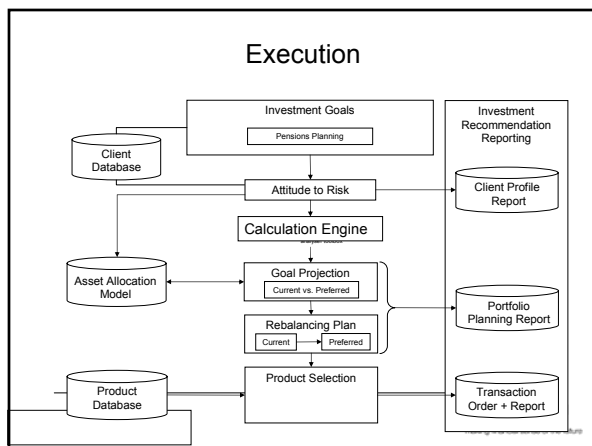 Execution
Investment Goals
Pensions Planning
Investment
Recommendation
Reporting
Client
Database
Attitude to Risk
Client Profile
Report
Calculation Engine
Asset Allocation
Model
Goal Projection
Current vs. Preferred
Rebalancing Plan
Current
Preferred
Portfolio
Planning Report
Product
Database
Product Selection
Transaction
Order + Report